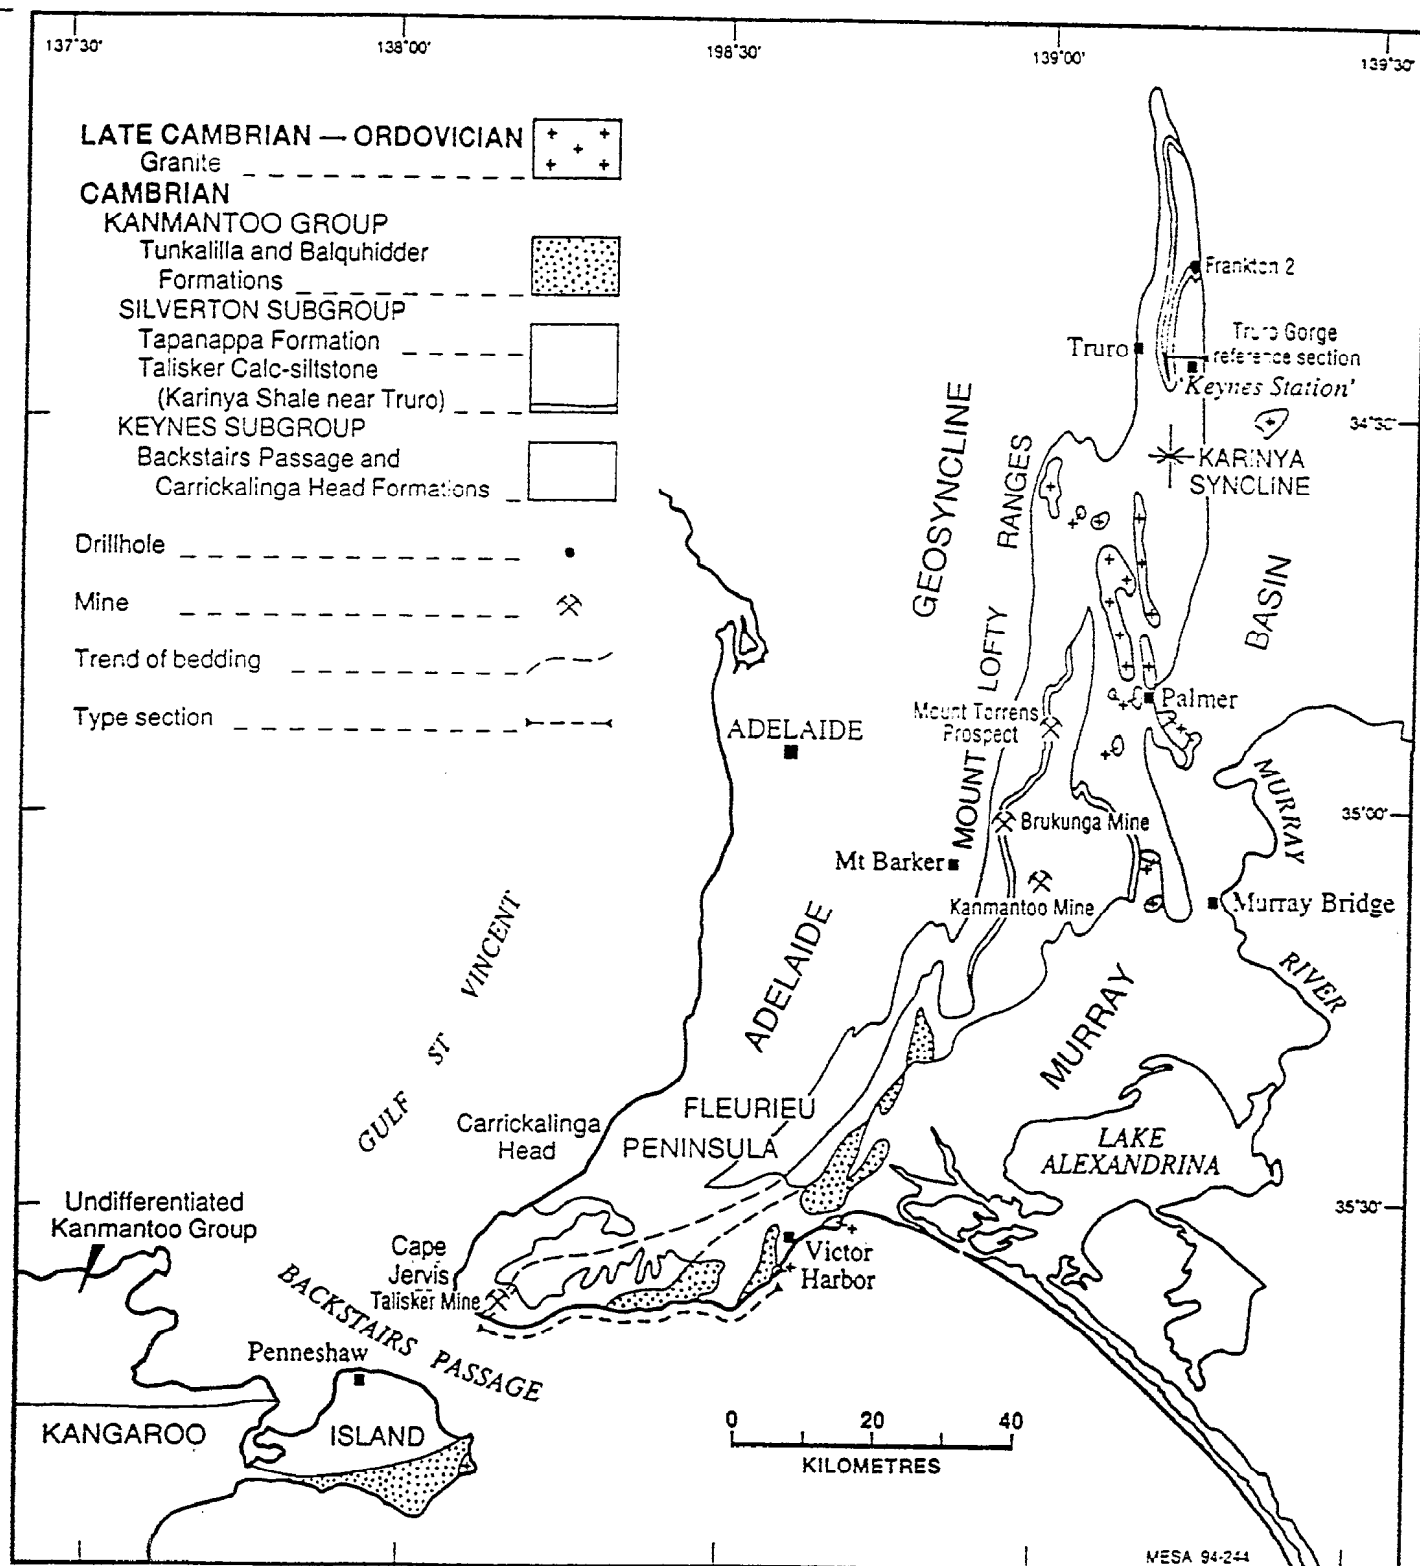 137°30'
138°00'
198°30'
139°00'
139°30'
LATE CAMBRIAN — ORDOVICIAN
Granite
CAMBRIAN
KANMANTOO GROUP
Tunkalilla and Balquhidder
Formations
SILVERTON SUBGROUP
Tapanappa Formation
Talisker Calc-siltstone
(Karinya Shale near Truro)
KEYNES SUBGROUP
Backstairs Passage and
Carrickalinga Head Formations
Drillhole
Mine
Trend of bedding
Type section
Frankton 2
Truro
Truro Gorge
reference section
'Keynes Station'
34°30'
KARINYA
SYNCLINE
GEOSYNCLINE
RANGES
BASIN
LOFTY
Palmer
Mount Torrens
Prospect
ADELAIDE
MOUNT
MURRAY
35°00'
Brukunga Mine
Mt Barker
Kanmantoo Mine
Murray Bridge
VINCENT
ADELAIDE
RIVER
ST
MURRAY
GULF
FLEURIEU
PENINSULA
Carrickalinga
Head
LAKE
ALEXANDRINA
35°30'
Undifferentiated
Kanmantoo Group
Cape
Jervis
Talisker Mine
Victor
Harbor
BACKSTAIRS PASSAGE
Penneshaw
KANGAROO
ISLAND
0 20 40
KILOMETRES
MESA 94-244